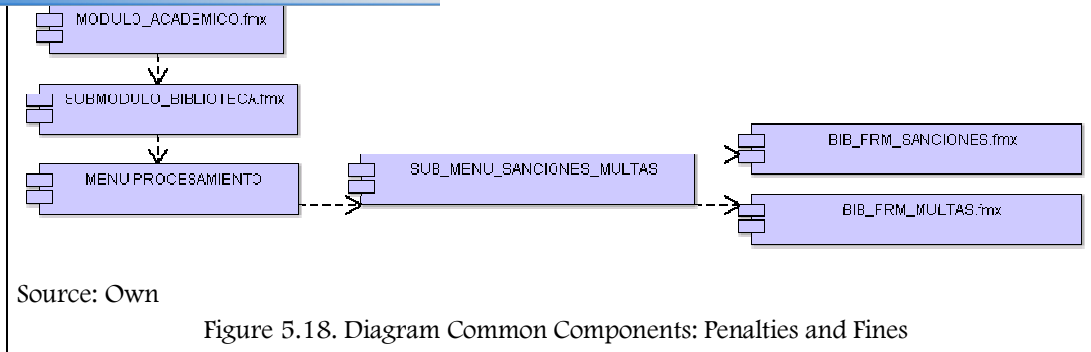 MODULO_ACADEMICO.fmx
SUBMODULO_BIBLIOTECA.fmx
MENU PROCESAMIENTO
SUB_MENU_SANCIONES_MULTAS
BIB_FRM_SANCIONES.fmx
BIB_FRM_MULTAS.fmx
Source: Own
Figure 5.18. Diagram Common Components: Penalties and Fines